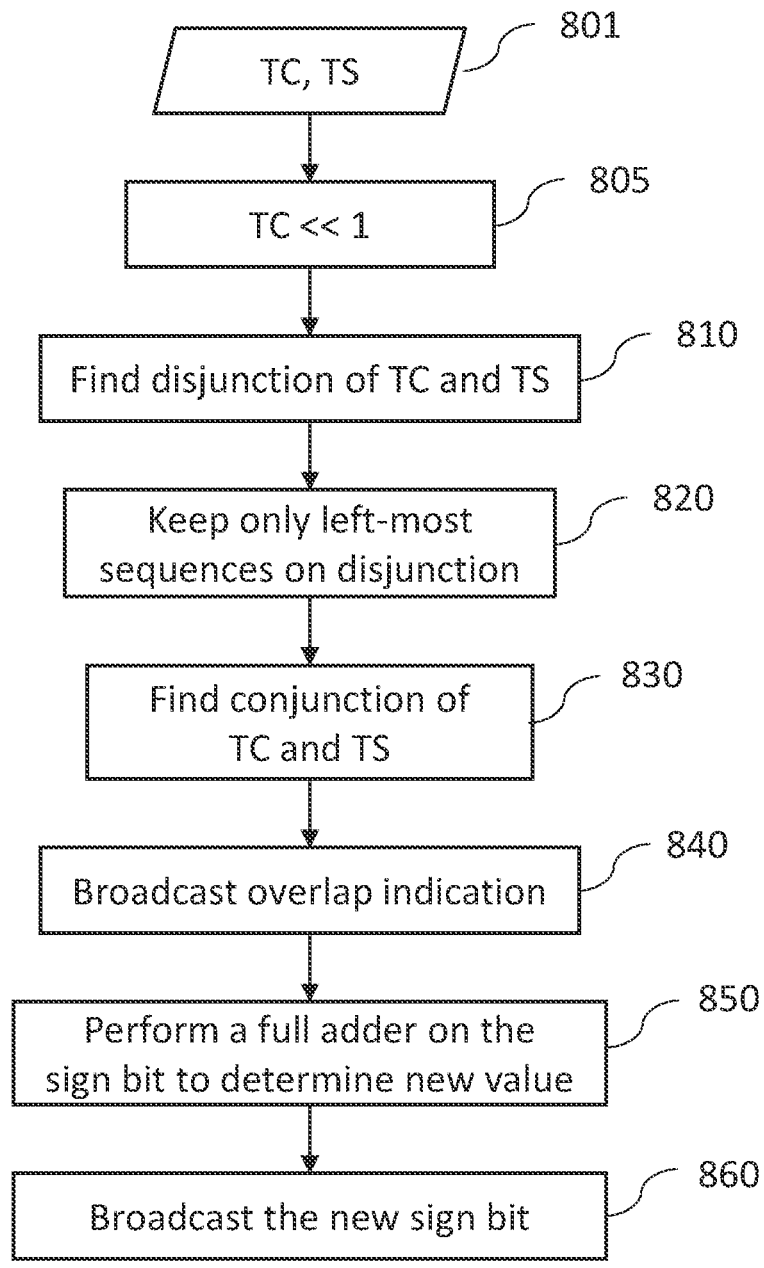 801
TC, TS
805
TC << 1
810
Find disjunction of TC and TS
820
Keep only left-most
sequences on disjunction
830
Find conjunction of
TC and TS
840
Broadcast overlap indication
850
Perform a full adder on the
sign bit to determine new value
860
Broadcast the new sign bit